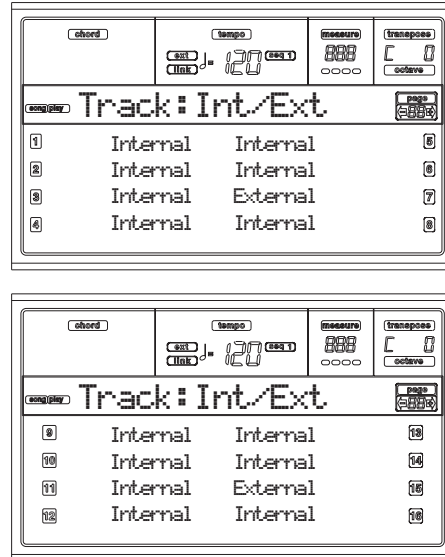 chord tempo measure transpose
ext 120 seq 1 888 C 0
link octave
song play Track:Int/Ext page
88
1 Internal Internal 5
2 Internal Internal 6
3 Internal External 7
4 Internal Internal 8
chord tempo measure transpose
ext 120 seq 1 888 C 0
link octave
song play Track:Int/Ext page
88
9 Internal Internal 13
10 Internal Internal 14
11 Internal External 15
12 Internal Internal 16